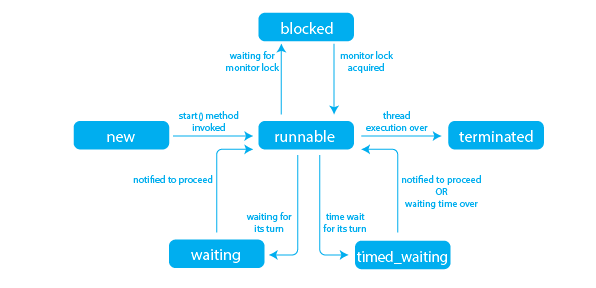 blocked
waiting for
monitor lock
monitor lock
acquired
start() method
invoked
thread
execution over
new
runnable
terminated
notified to proceed
notified to proceed
OR
waiting time over
waiting for
its turn
time wait
for its turn
waiting
timed_waiting